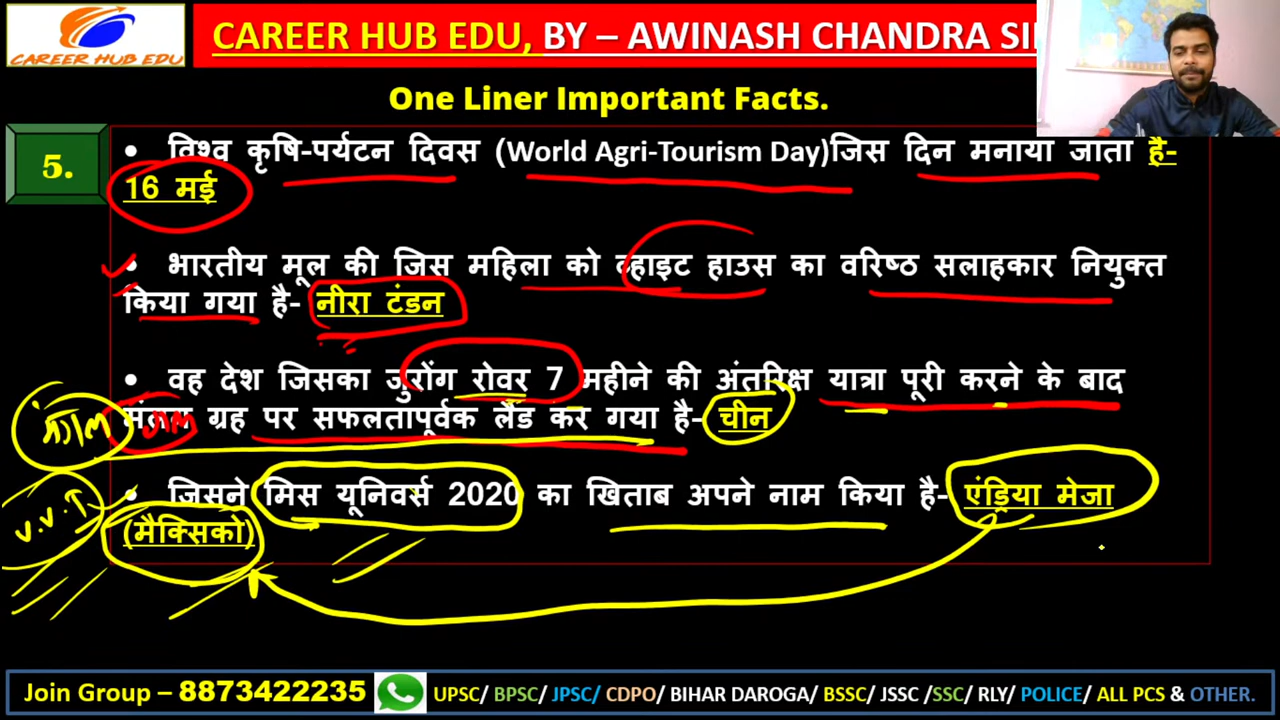 CAREER HUB EDU
CAREER HUB EDU, BY – AWINASH CHANDRA SI
One Liner Important Facts.
5.
• विश्व कृषि-पर्यटन दिवस (World Agri-Tourism Day)जिस दिन मनाया जाता है-
16 मई
• भारतीय मूल की जिस महिला को व्हाइट हाउस का वरिष्ठ सलाहकार नियुक्त
किया गया है- नीरा टंडन
• वह देश जिसका जुरोंग रोवर 7 महीने की अंतरिक्ष यात्रा पूरी करने के बाद
मंगल ग्रह पर सफलतापूर्वक लैंड कर गया है- चीन
• जिसने मिस यूनिवर्स 2020 का खिताब अपने नाम किया है- एंड्रिया मेजा
V.V.I
(मैक्सिको)
Join Group – 8873422235 UPSC/ BPSC/ JPSC/ CDPO/ BIHAR DAROGA/ BSSC/ JSSC /SSC/ RLY/ POLICE/ ALL PCS & OTHER.